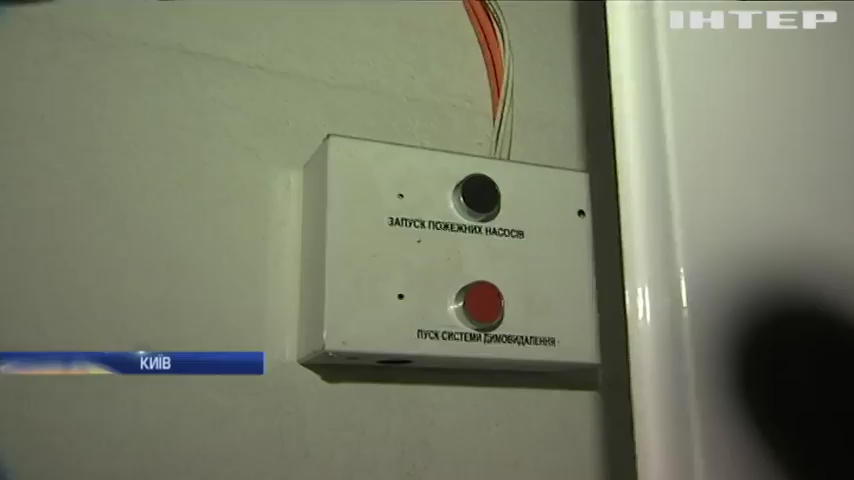 ІНТЕР
ЗАПУСК ПОЖЕЖНИХ НАСОСІВ
ПУСК СИСТЕМИ ДИМОВИДАЛЕННЯ
КИЇВ